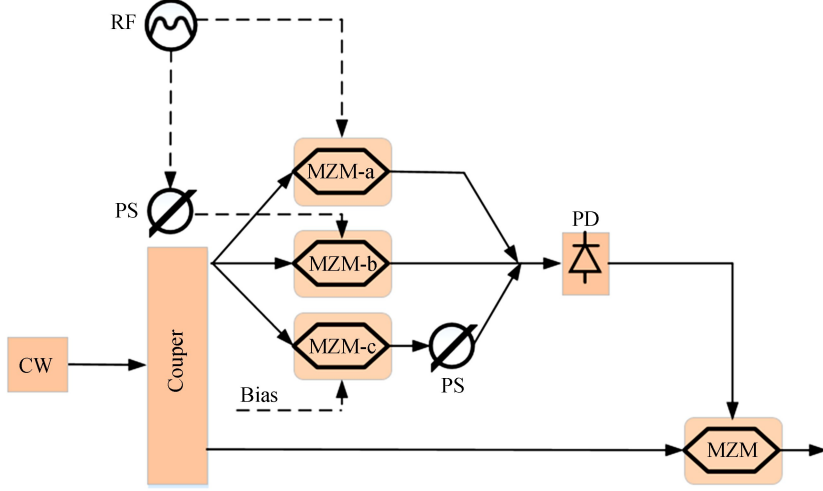 RF
MZM-a
PS
PD
MZM-b
MZM-c
CW
Couper
Bias
PS
MZM